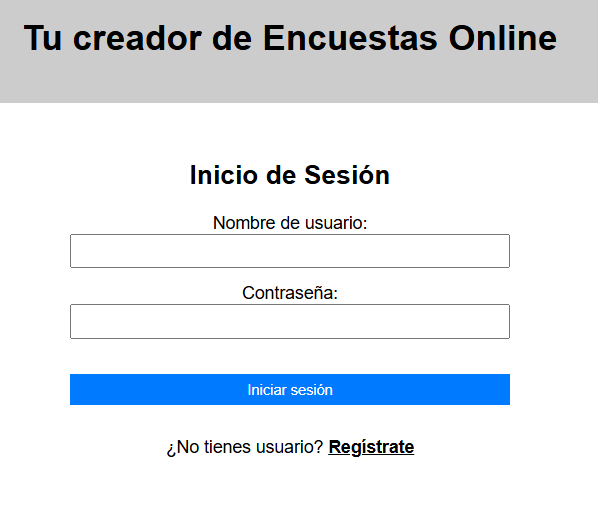 Tu creador de Encuestas Online
Inicio de Sesión
Nombre de usuario:
Contraseña:
Iniciar sesión
¿No tienes usuario? Regístrate